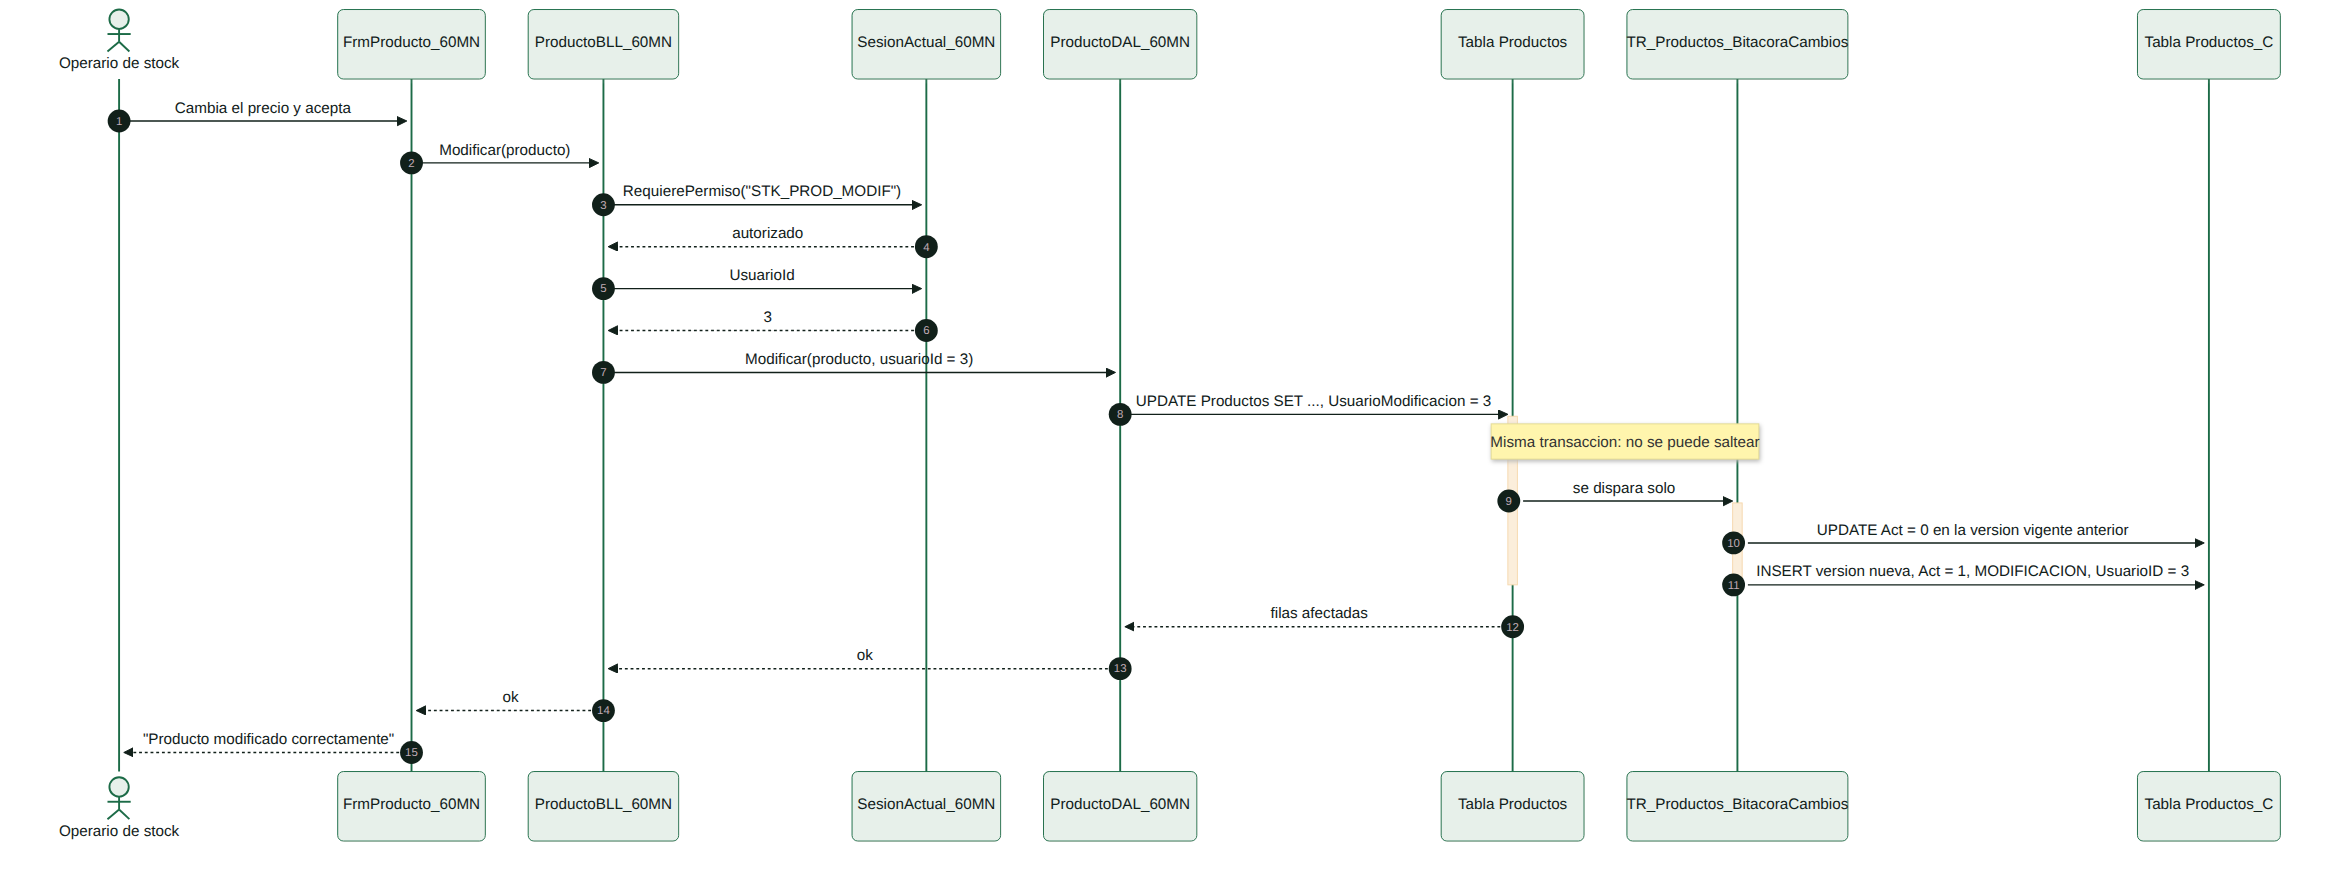 Operario de stock
FrmProducto_60MN
ProductoBLL_60MN
SesionActual_60MN
ProductoDAL_60MN
Tabla Productos
TR_Productos_BitacoraCambios
Tabla Productos_C
Cambia el precio y acepta
1
Modificar(producto)
2
RequierePermiso("STK_PROD_MODIF")
3
autorizado
4
UsuarioId
5
3
6
Modificar(producto, usuarioId = 3)
7
UPDATE Productos SET ..., UsuarioModificacion = 3
8
Misma transaccion: no se puede saltear
se dispara solo
9
UPDATE Act = 0 en la version vigente anterior
10
INSERT version nueva, Act = 1, MODIFICACION, UsuarioID = 3
11
filas afectadas
12
ok
13
ok
14
"Producto modificado correctamente"
15
Operario de stock
FrmProducto_60MN
ProductoBLL_60MN
SesionActual_60MN
ProductoDAL_60MN
Tabla Productos
TR_Productos_BitacoraCambios
Tabla Productos_C